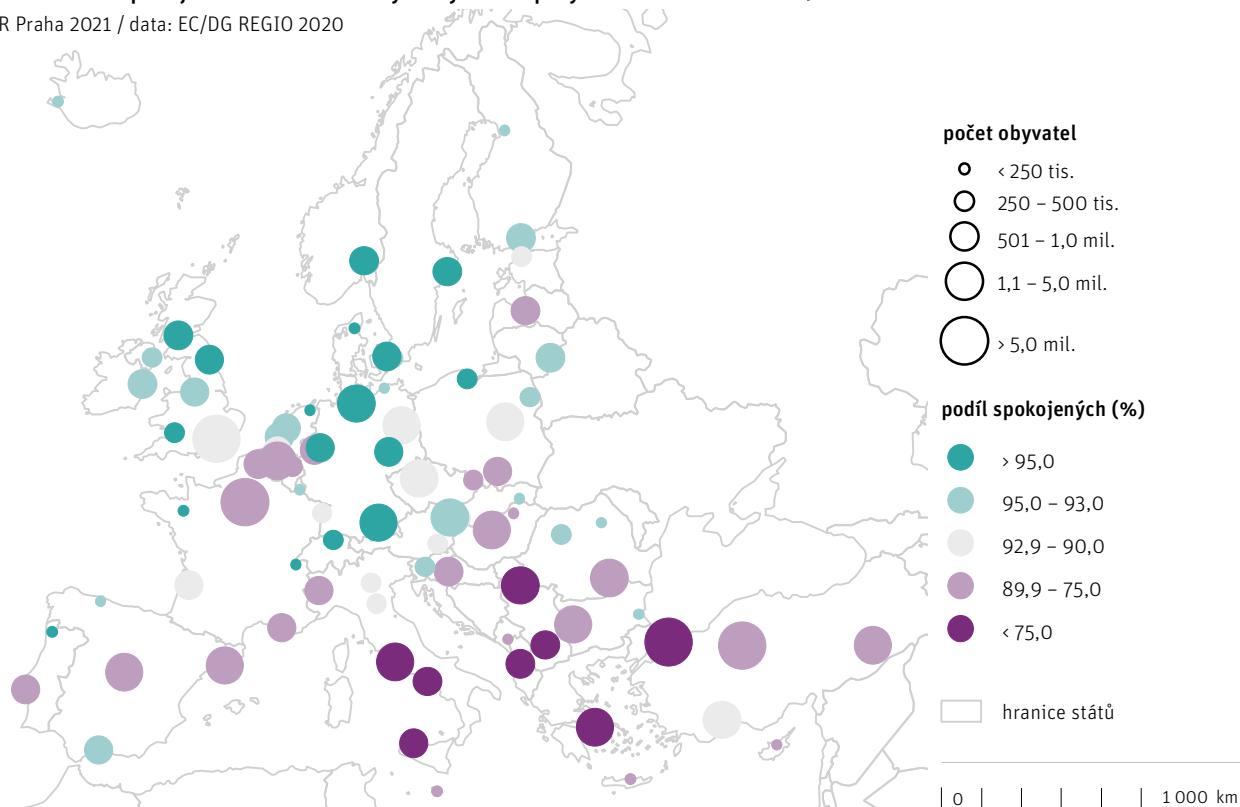 R Praha 2021 / data: EC/DG REGIO 2020
počet obyvatel
< 250 tis.
250 – 500 tis.
501 – 1,0 mil.
1,1 – 5,0 mil.
> 5,0 mil.
podíl spokojených (%)
> 95,0
95,0 – 93,0
92,9 – 90,0
89,9 – 75,0
< 75,0
hranice států
0 1 000 km